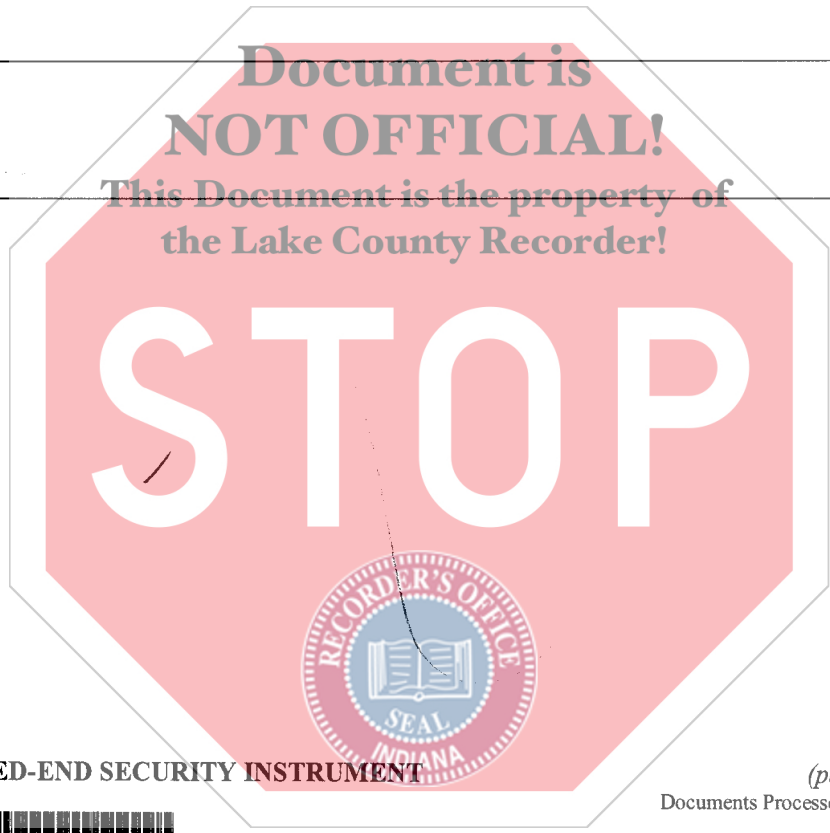 Document is
NOT OFFICIAL!
This Document is the property of
the Lake County Recorder!
STOP
RECORDER'S OFFICE
SEAL
INDIANA
ED-END SECURITY INSTRUMENT
(p
Documents Processe